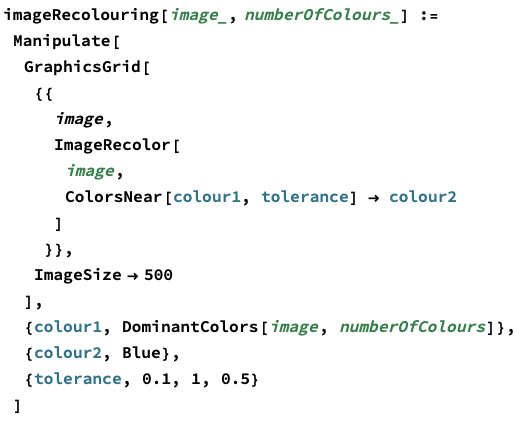 imageRecolouring[image_, numberOfColours_] :=
Manipulate[
GraphicsGrid[
{{
image,
ImageRecolor[
image,
ColorsNear[colour1, tolerance] → colour2
]
}},
ImageSize → 500
],
{colour1, DominantColors[image, numberOfColours]},
{colour2, Blue},
{tolerance, 0.1, 1, 0.5}
]